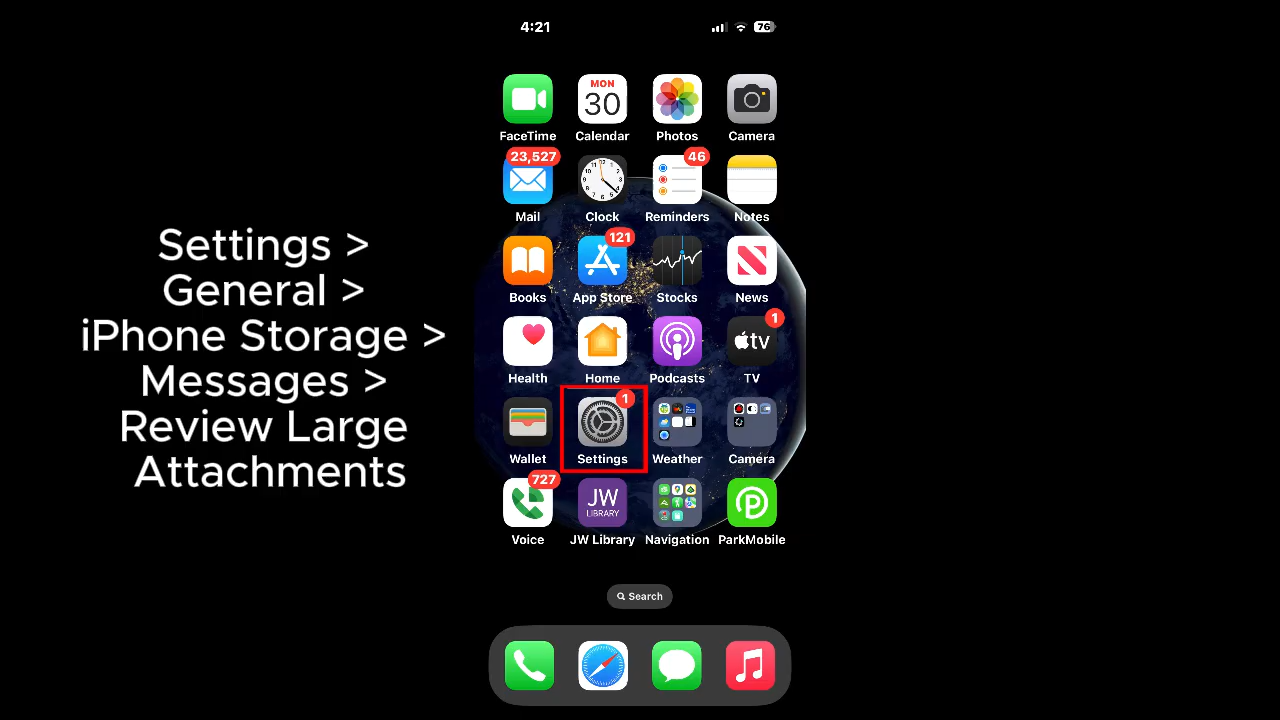 Settings >
General >
iPhone Storage >
Messages >
Review Large
Attachments
4:21
76
MON
30
FaceTime Calendar Photos Camera
23,527
46
Mail Clock Reminders Notes
121
Books App Store Stocks News
1
tv
Health Home Podcasts TV
1
Wallet Settings Weather Camera
727
JW
LIBRARY
Voice JW Library Navigation ParkMobile
Search